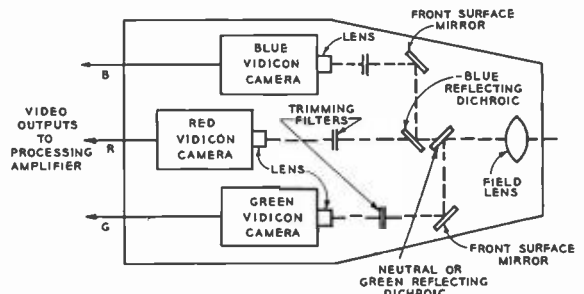 FRONT SURFACE
MIRROR
LENS
BLUE
VIDICON
CAMERA
B
-BLUE
REFLECTING
DICHROIC
TRIMMING
FILTERS
VIDEO
OUTPUTS
TO
PROCESSING
AMPLIFIER
R
RED
VIDICON
CAMERA
LENS
FIELD
LENS
GREEN
VIDICON
CAMERA
G
FRONT SURFACE
MIRROR
NEUTRAL OR
GREEN REFLECTING
DICHROIC